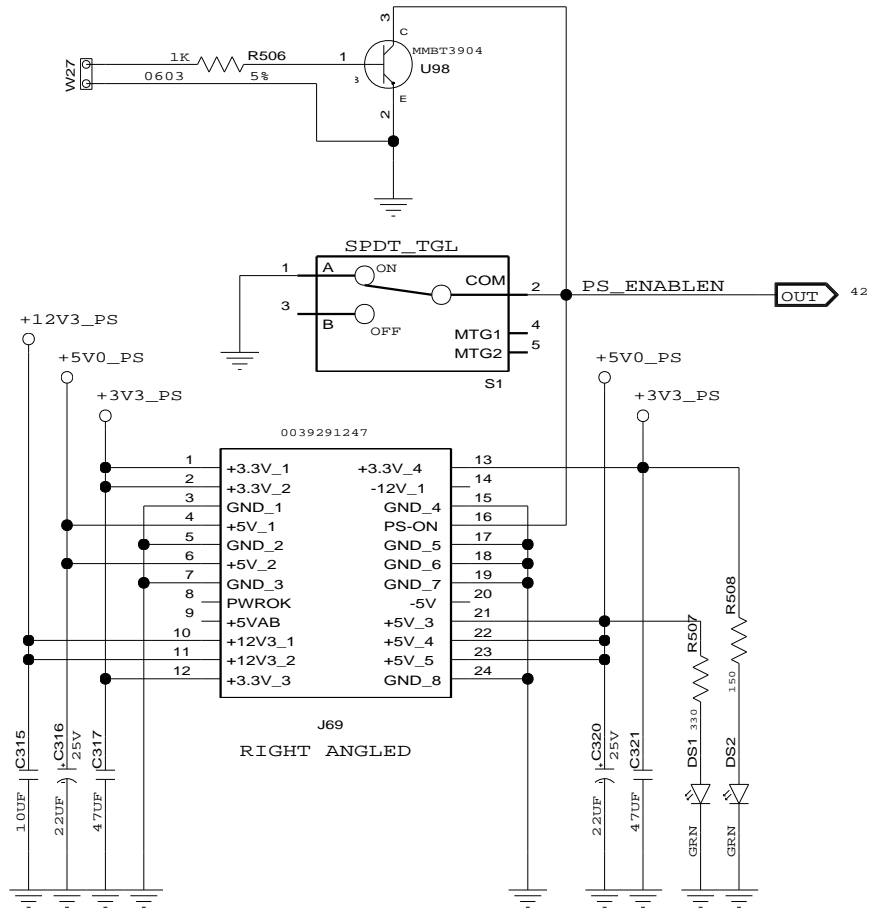 3
C
MMBT3904
U98
1K R506 1
W27
0603 5%
B
E
2
SPDT_TGL
1 A ON
COM 2 PS_ENABLEN OUT 42
3 B OFF
MTG1 4
MTG2 5
S1
+12V3_PS
+5V0_PS
+3V3_PS
+5V0_PS
+3V3_PS
0039291247
1 +3.3V_1 +3.3V_4 13
2 +3.3V_2 -12V_1 14
3 GND_1 GND_4 15
4 +5V_1 PS-ON 16
5 GND_2 GND_5 17
6 +5V_2 GND_6 18
7 GND_3 GND_7 19
8 PWROK -5V 20
9 +5VAB +5V_3 21
10 +12V3_1 +5V_4 22
11 +12V3_2 +5V_5 23
12 +3.3V_3 GND_8 24
J69
RIGHT ANGLED
C315
10UF
C316
25V
22UF
C317
47UF
C320
25V
22UF
C321
47UF
R507
330
DS1
GRN
R508
150
DS2
GRN